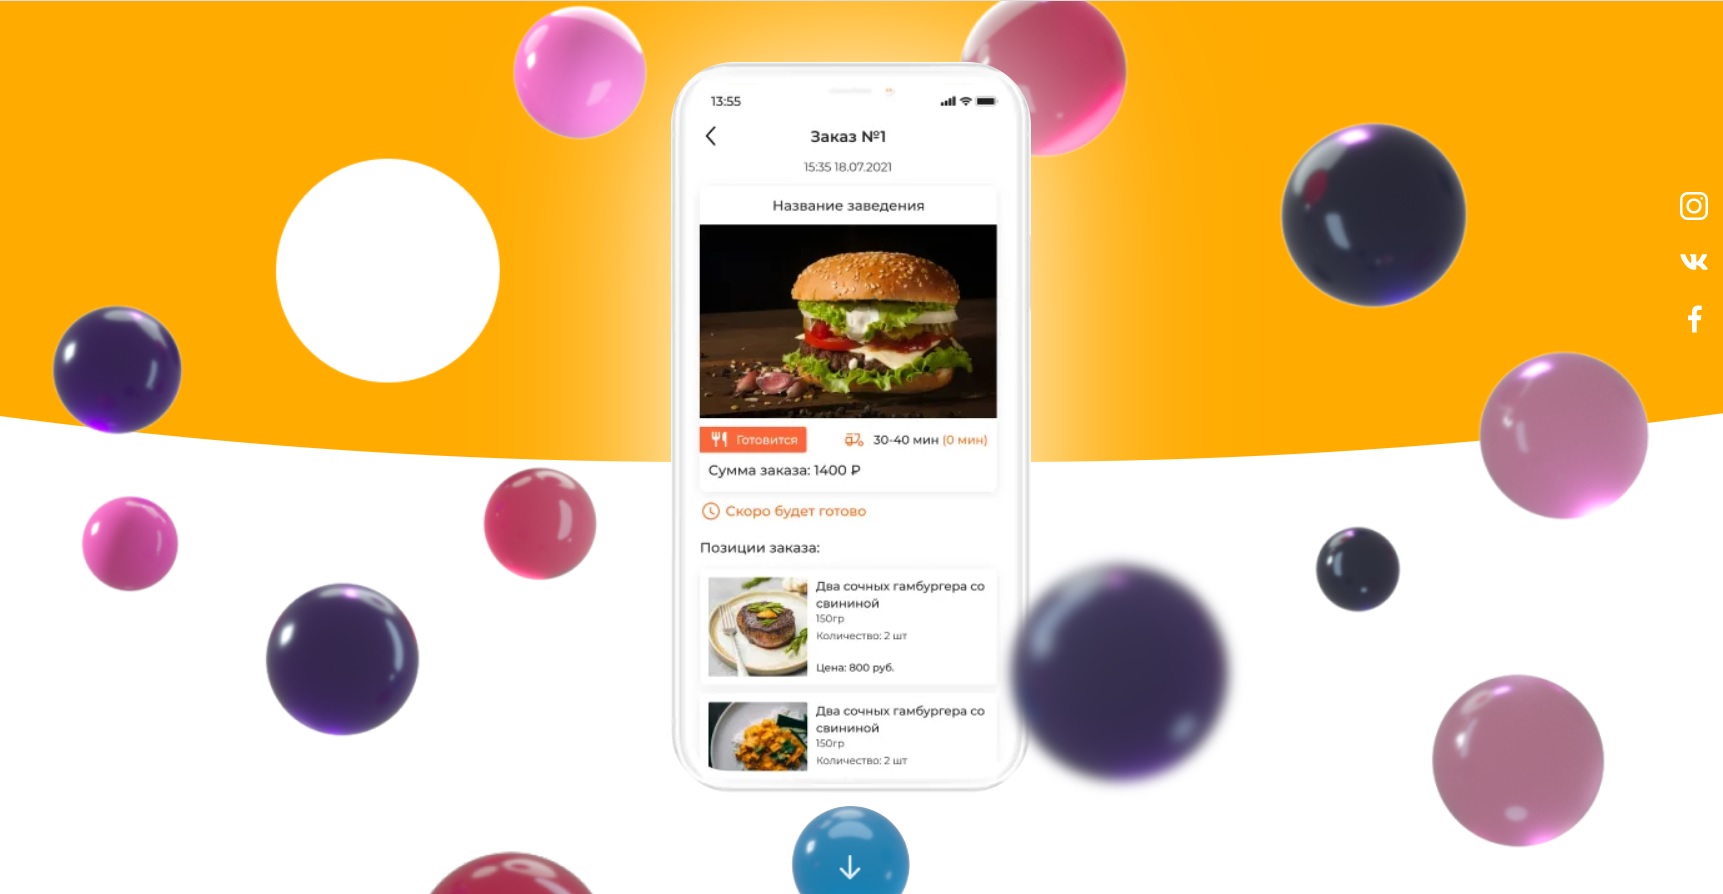 13:55
Заказ №1
15:35 18.07.2021
Название заведения
Готовится
30-40 мин (0 мин)
Сумма заказа: 1400 ₽
Скоро будет готово
Позиции заказа:
Два сочных гамбургера со
свининой
150гр
Количество: 2 шт
Цена: 800 руб.
Два сочных гамбургера со
свининой
150гр
Количество: 2 шт